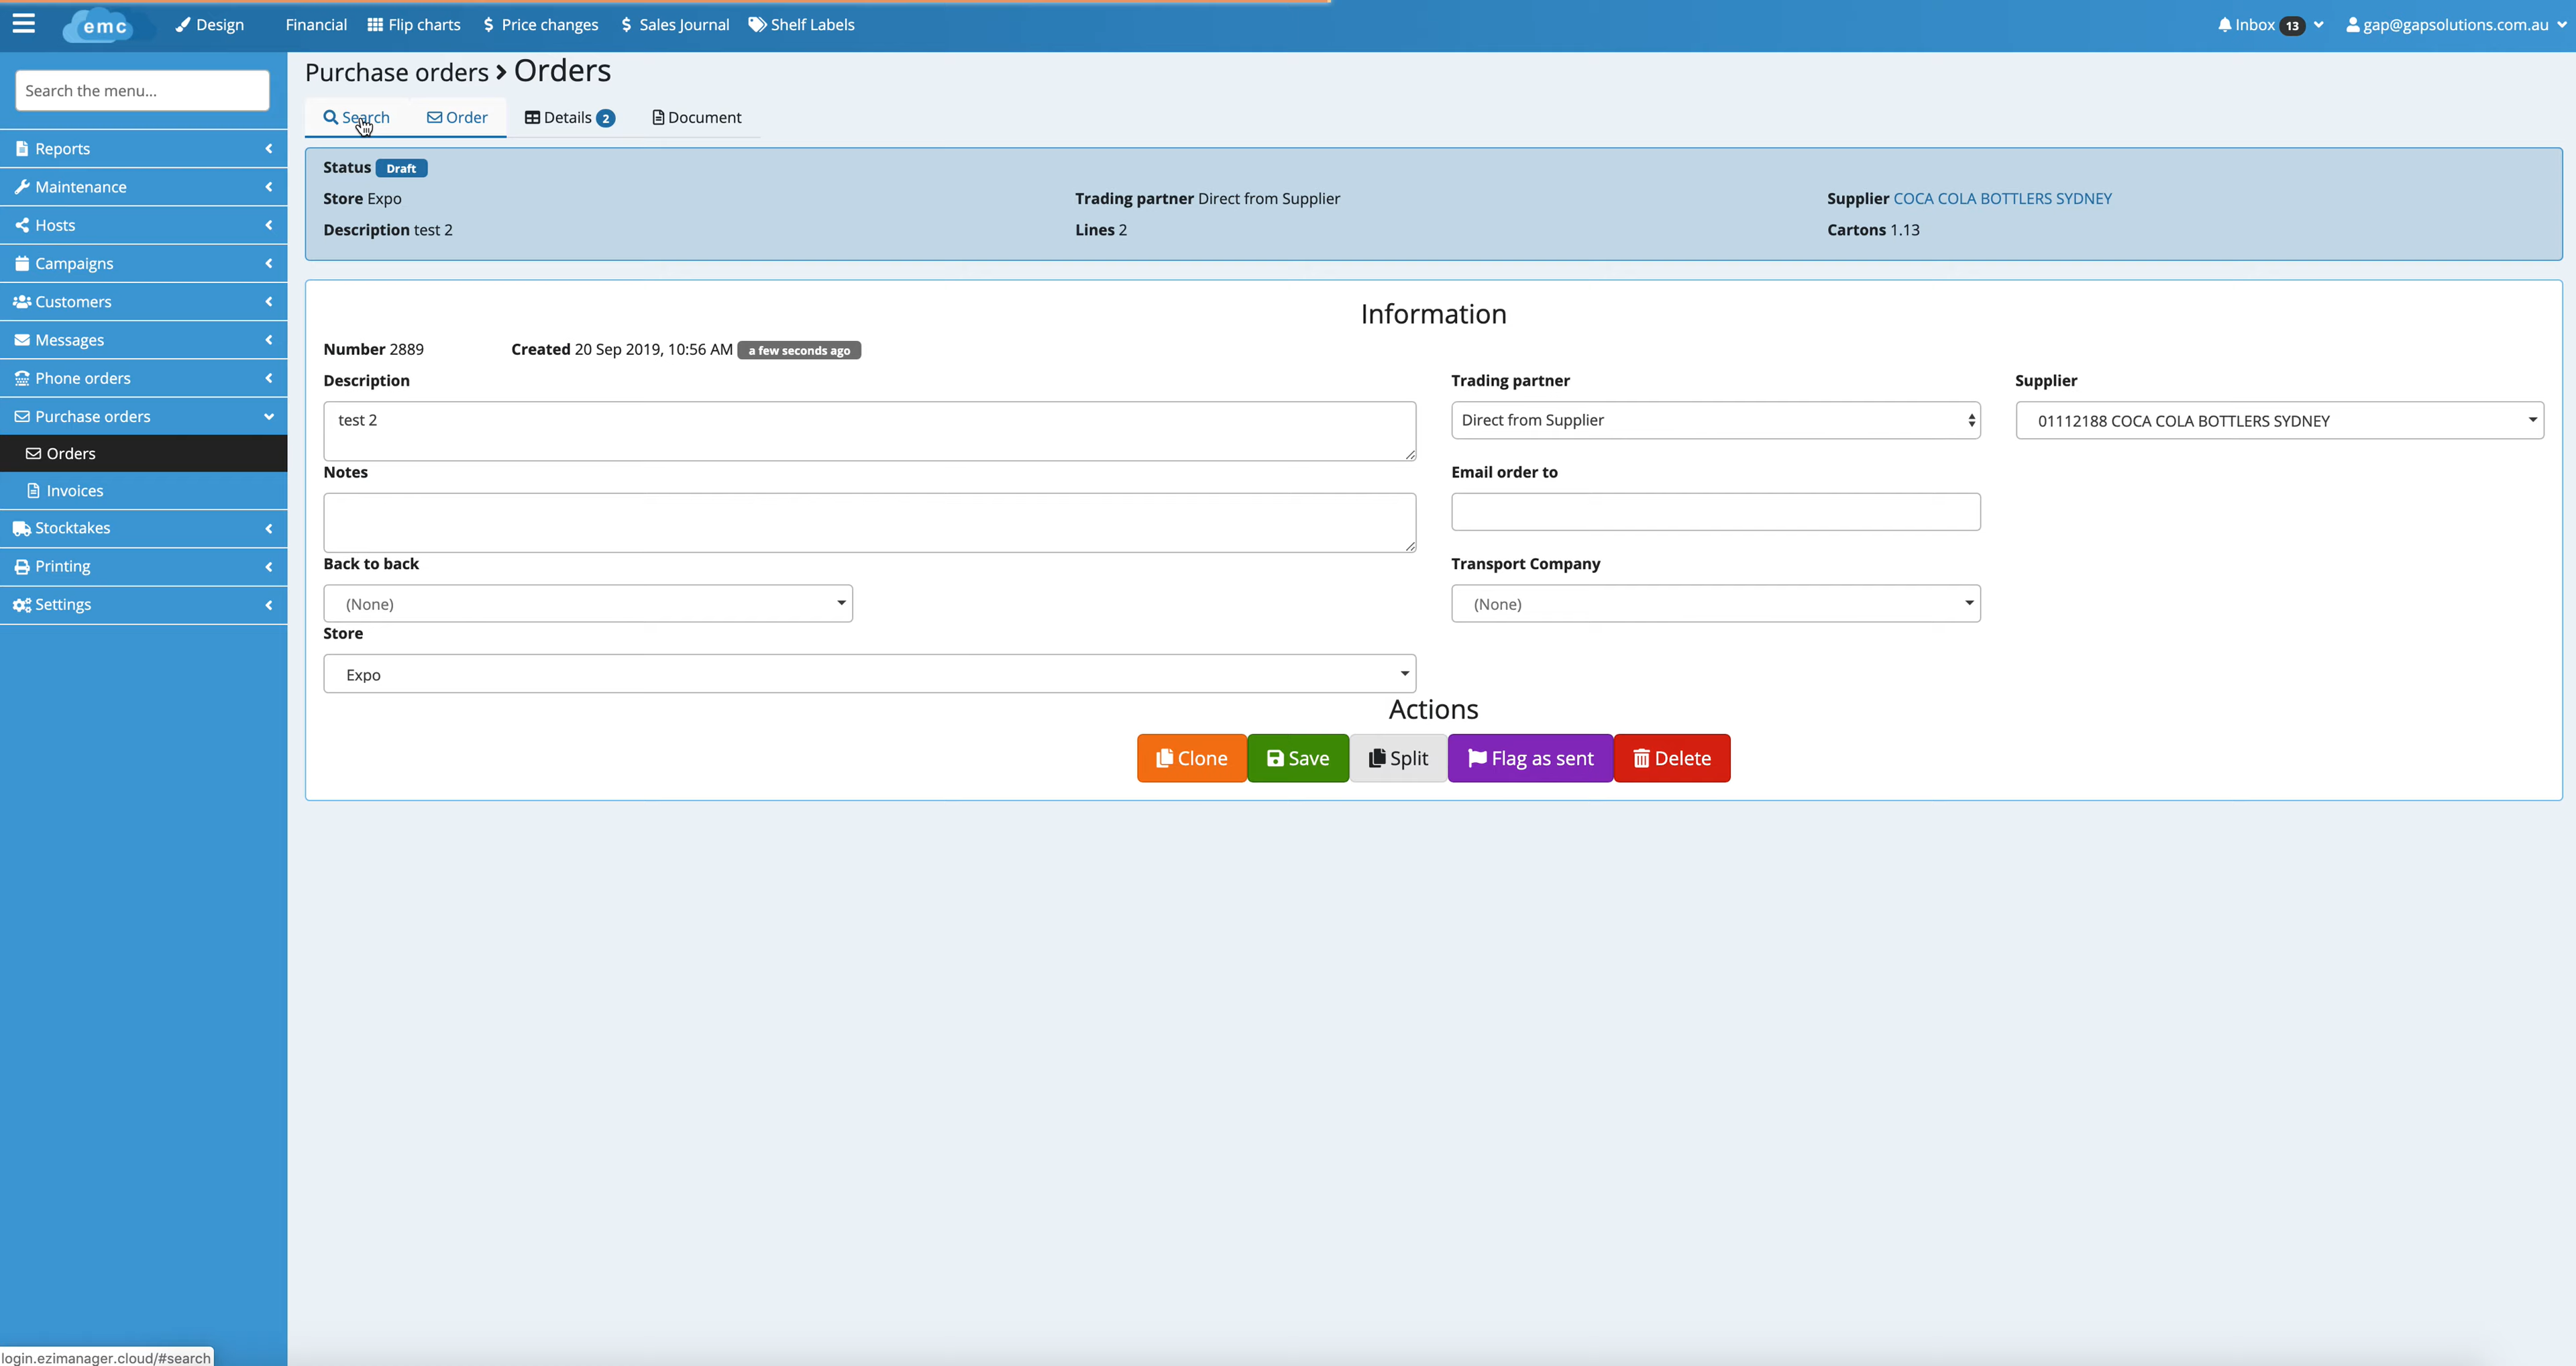 emc
Design
Financial
Flip charts
$ Price changes
$ Sales Journal
Shelf Labels
Inbox 13
gap@gapsolutions.com.au
Search the menu...
Reports
Maintenance
Hosts
Campaigns
Customers
Messages
Phone orders
Purchase orders
Orders
Invoices
Stocktakes
Printing
Settings
Purchase orders > Orders
Search
Order
Details 2
Document
Status Draft
Store Expo
Trading partner Direct from Supplier
Supplier COCA COLA BOTTLERS SYDNEY
Description test 2
Lines 2
Cartons 1.13
Information
Number 2889
Created 20 Sep 2019, 10:56 AM a few seconds ago
Description
Trading partner
Supplier
test 2
Direct from Supplier
01112188 COCA COLA BOTTLERS SYDNEY
Notes
Email order to
Back to back
Transport Company
(None)
(None)
Store
Expo
Actions
Clone
Save
Split
Flag as sent
Delete
login.ezimanager.cloud/#search